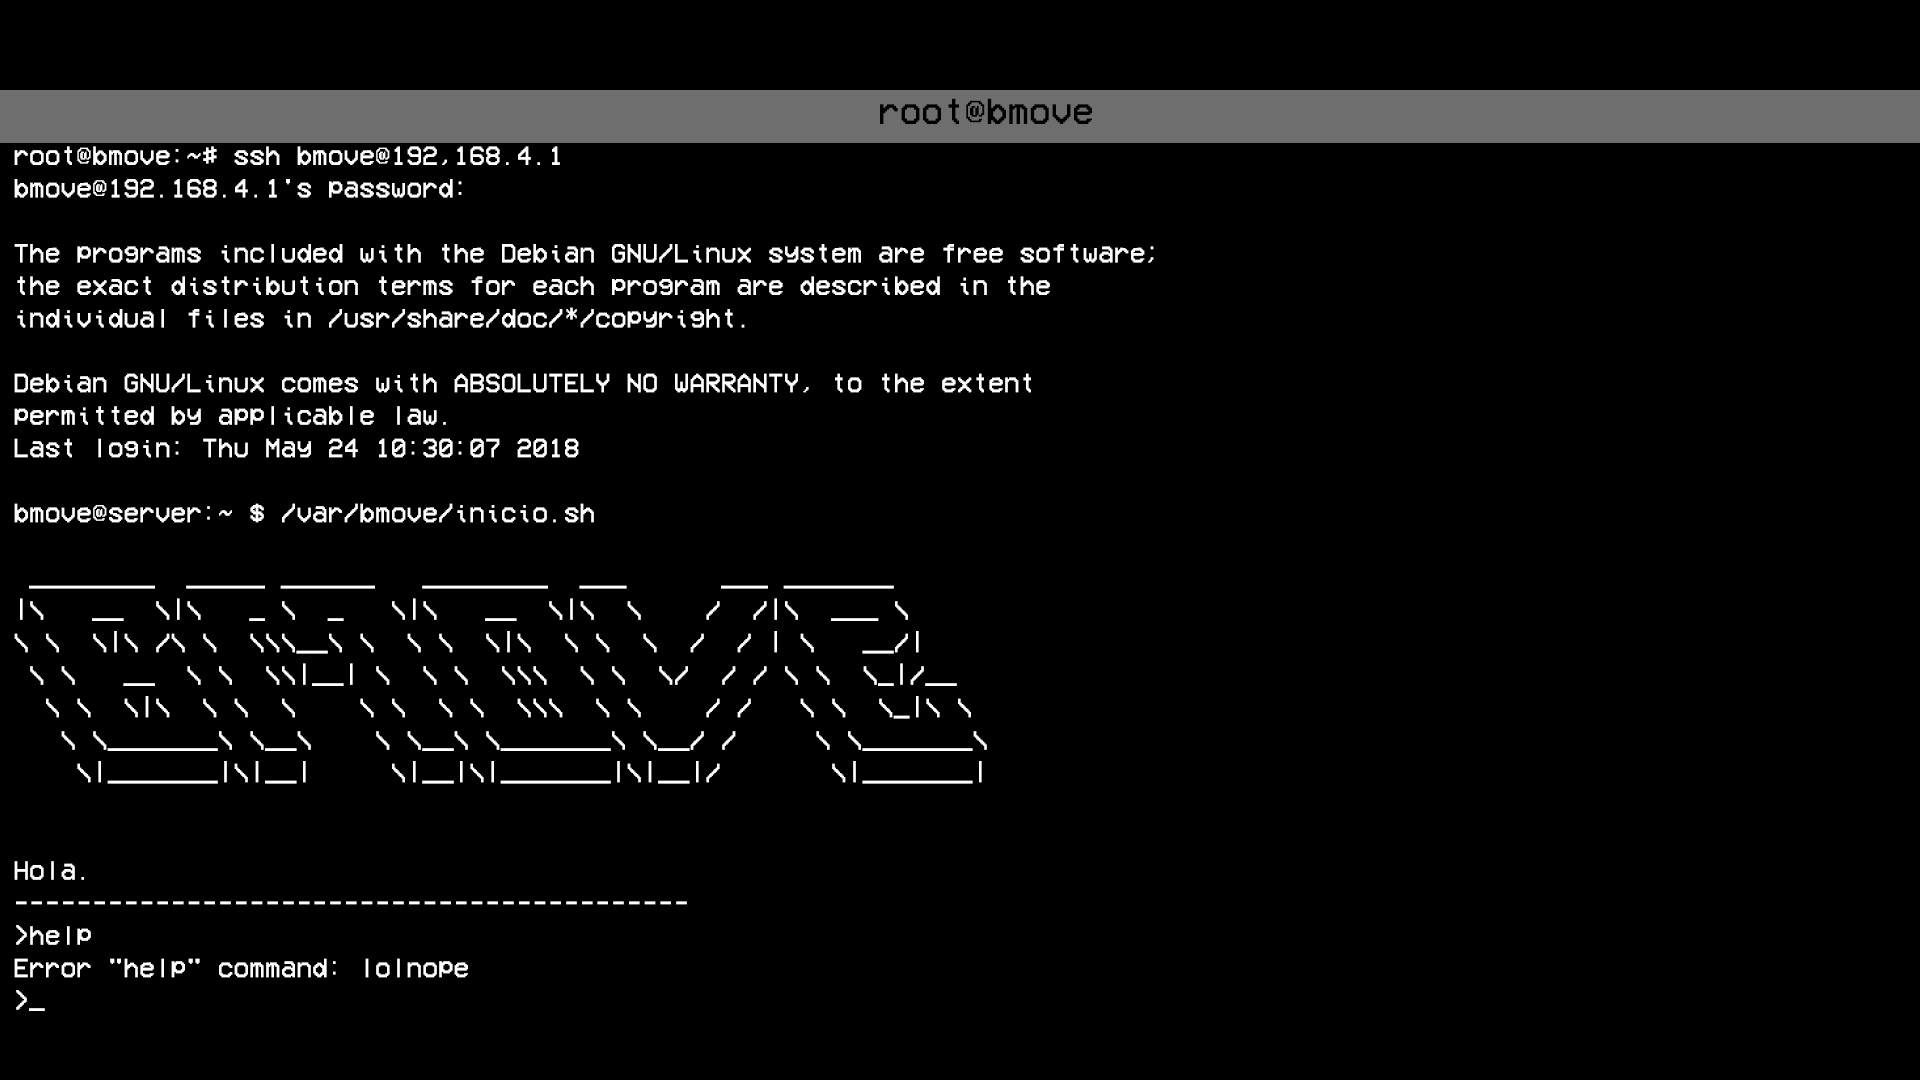 root@bmove
root@bmove:~# ssh bmove@192,168.4.1
bmove@192.168.4.1's password:
The programs included with the Debian GNU/Linux system are free software;
the exact distribution terms for each program are described in the
individual files in /usr/share/doc/*/copyright.
Debian GNU/Linux comes with ABSOLUTELY NO WARRANTY, to the extent
permitted by applicable law.
Last login: Thu May 24 10:30:07 2018
bmove@server:~ $ /var/bmove/inicio.sh
Hola.
-------------------------------------------
>help
Error "help" command: lolnope
>_